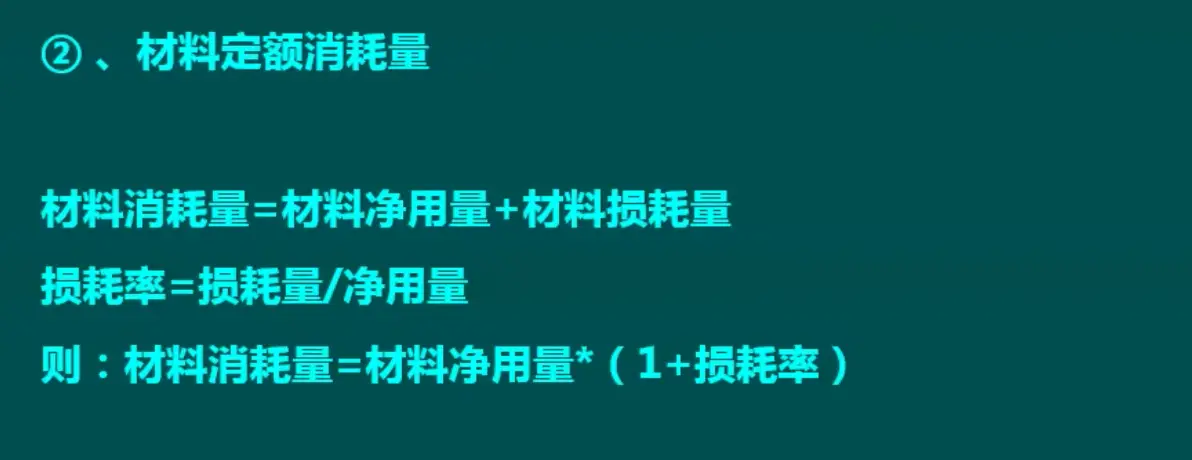 ② 、材料定额消耗量
材料消耗量=材料净用量+材料损耗量
损耗率=损耗量/净用量
则：材料消耗量=材料净用量*（1+损耗率）